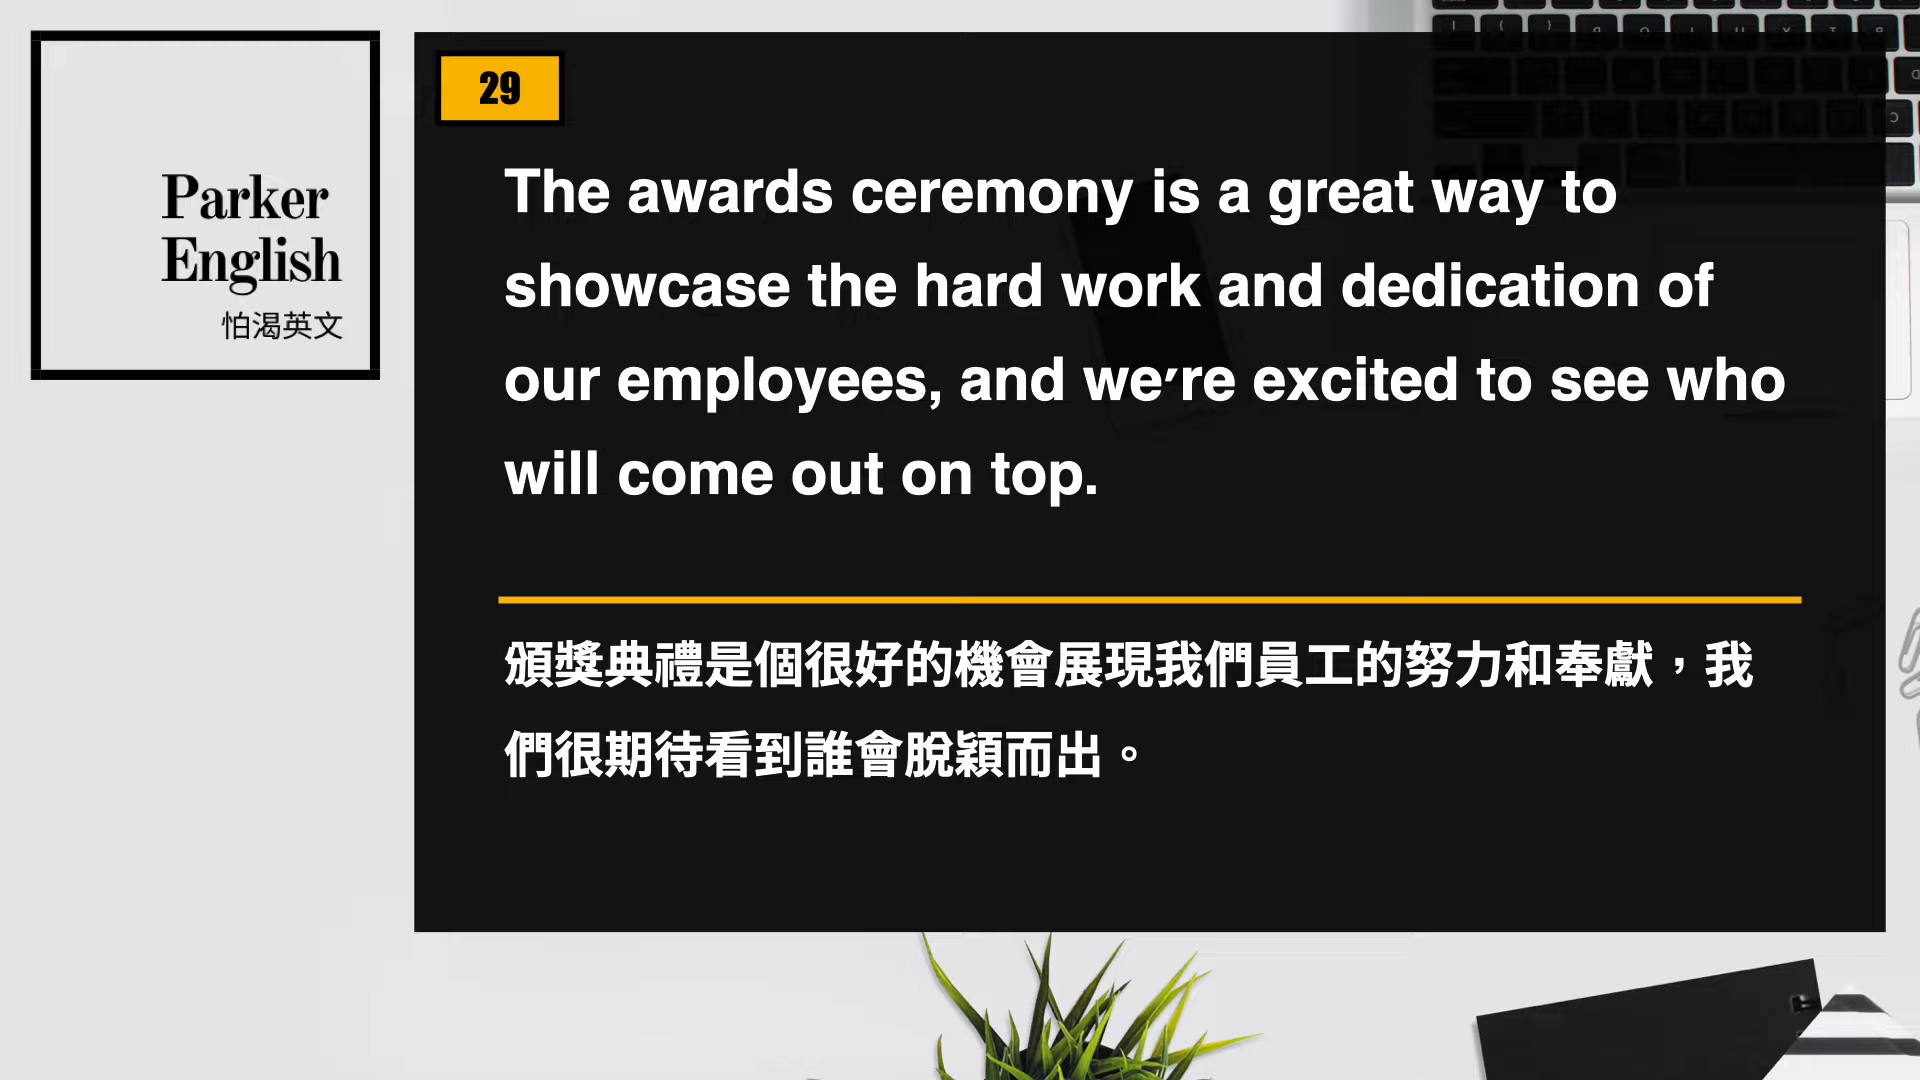 Parker
English
怕渴英文
29
The awards ceremony is a great way to
showcase the hard work and dedication of
our employees, and we′re excited to see who
will come out on top.
頒獎典禮是個很好的機會展現我們員工的努力和奉獻，我
們很期待看到誰會脫穎而出。